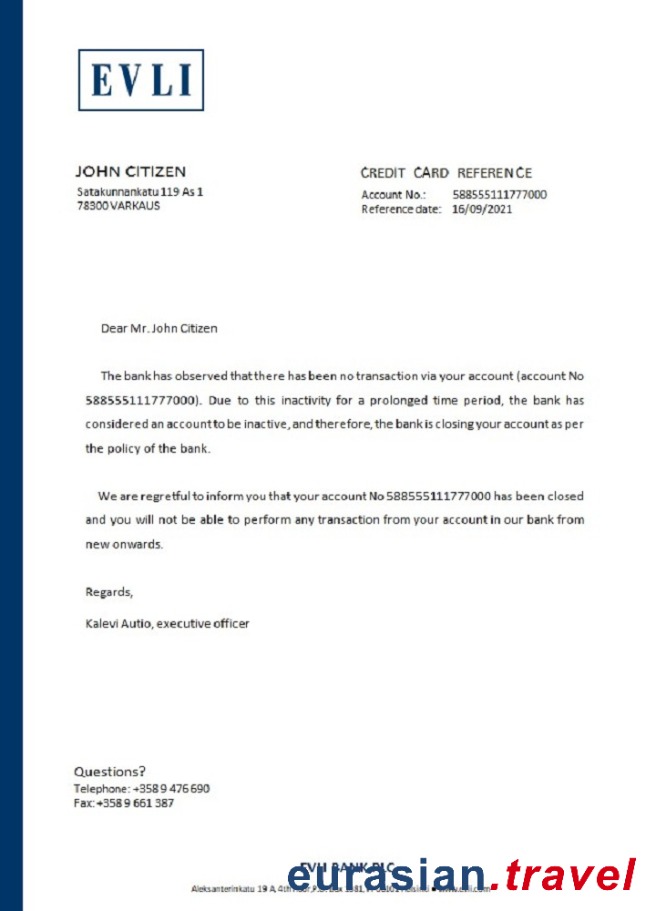 EVLI
JOHN CITIZEN
Satakunnankatu 119 As 1
78300 VARKAUS
CREDIT CARD REFERENCE
Account No.: 588555111777000
Reference date: 16/09/2021
Dear Mr. John Citizen
The bank has observed that there has been no transaction via your account (account No
588555111777000). Due to this inactivity for a prolonged time period, the bank has
considered an account to be inactive, and therefore, the bank is closing your account as per
the policy of the bank.
We are regretful to inform you that your account No 588555111777000 has been closed
and you will not be able to perform any transaction from your account in our bank from
new onwards.
Regards,
Kalevi Autio, executive officer
Questions?
Telephone: +358 9 476 690
Fax: +358 9 661 387
EVLI BANK PLC
Aleksanterinkatu 19 A, 4th
eurasian.travel